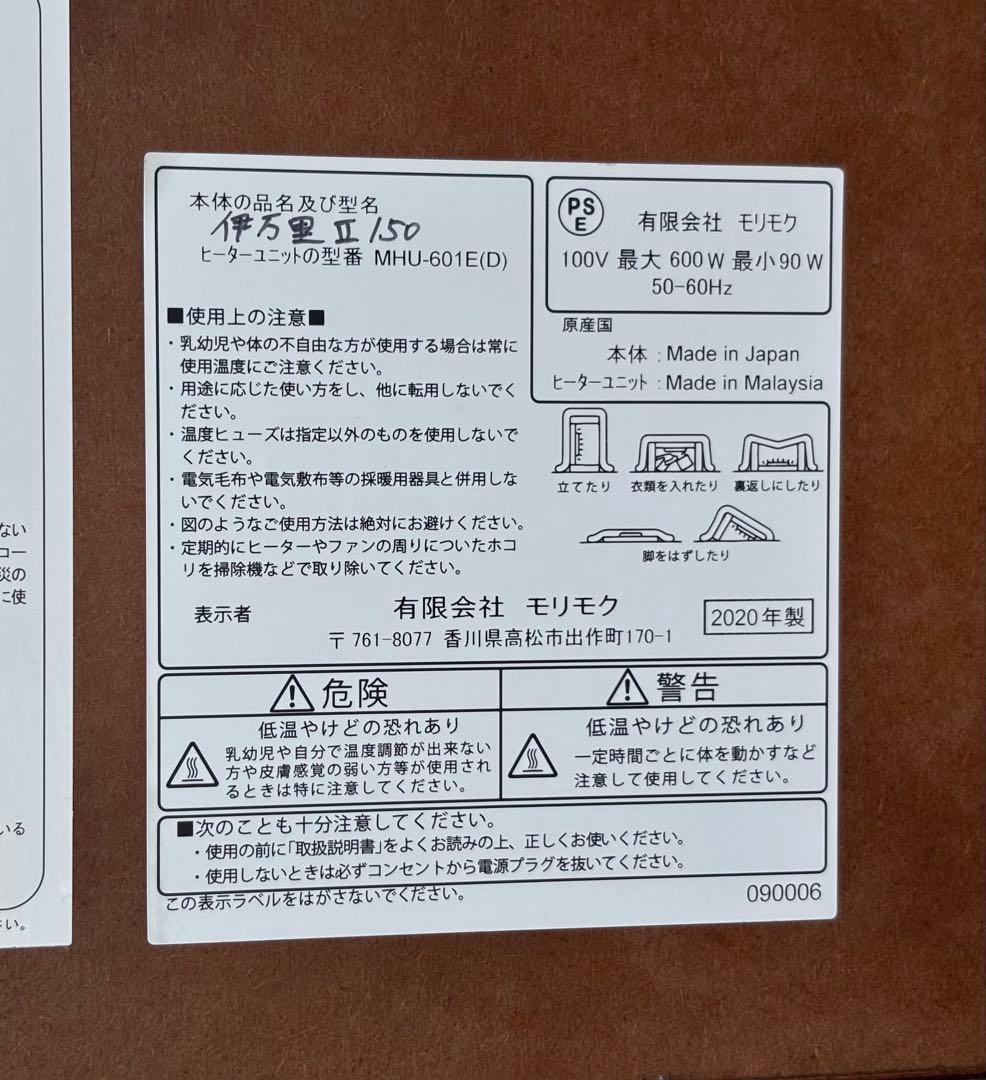 本体の品名及び型名
伊万里 Ⅱ 150
ヒーターユニットの型番 MHU-601E(D)
PS
E
有限会社 モリモク
100V 最大 600W 最小90W
50-60Hz
原産国
本体 : Made in Japan
ヒーターユニット : Made in Malaysia
■使用上の注意■
・乳幼児や体の不自由な方が使用する場合は常に
使用温度にご注意ください。
・用途に応じた使い方をし、他に転用しないでく
ださい。
・温度ヒューズは指定以外のものを使用しないで
ください。
・電気毛布や電気敷布等の採暖用器具と併用しな
いでください。
・図のようなご使用方法は絶対にお避けください。
・定期的にヒーターやファンの周りについたホコ
リを掃除機などで取り除いてください。
立てたり 衣類を入れたり 裏返しにしたり
脚をはずしたり
表示者 有限会社 モリモク
〒761-8077 香川県高松市出作町170-1
2020年製
危険
低温やけどの恐れあり
乳幼児や自分で温度調節が出来ない
方や皮膚感覚の弱い方等が使用され
るときは特に注意してください。
警告
低温やけどの恐れあり
一定時間ごとに体を動かすなど
注意して使用してください。
■次のことも十分注意してください。
・使用の前に「取扱説明書」をよくお読みの上、正しくお使いください。
・使用しないときは必ずコンセントから電源プラグを抜いてください。
この表示ラベルをはがさないでください。
090006
ない
コー
災の
に使
いる
さい。